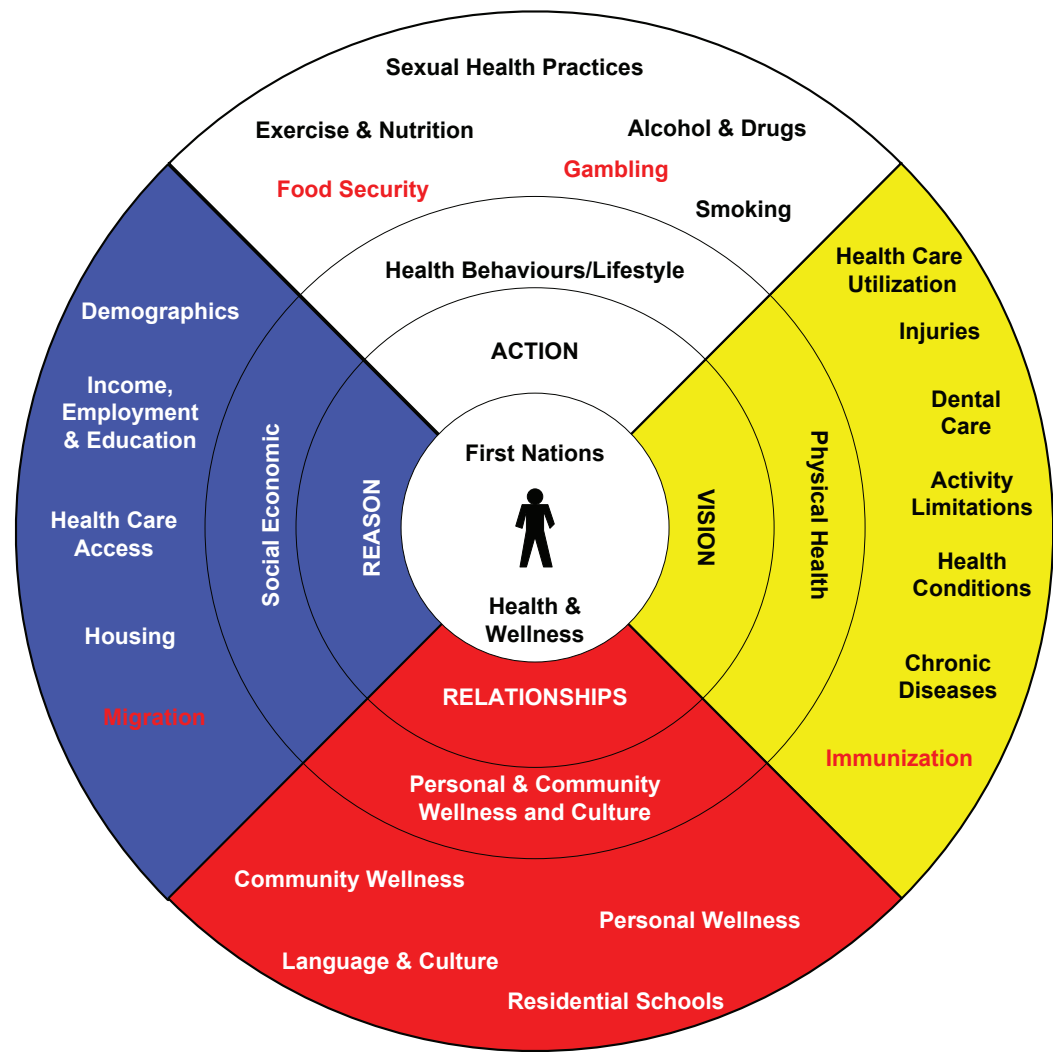 Sexual Health Practices
Exercise & Nutrition
Alcohol & Drugs
Food Security
Gambling
Smoking
Health Behaviours/Lifestyle
ACTION
Demographics
Income,
Employment
& Education
Health Care
Access
Housing
Migration
Social Economic
REASON
First Nations
Health &
Wellness
VISION
Physical Health
Health Care
Utilization
Injuries
Dental
Care
Activity
Limitations
Health
Conditions
Chronic
Diseases
Immunization
RELATIONSHIPS
Personal & Community
Wellness and Culture
Community Wellness
Personal Wellness
Language & Culture
Residential Schools